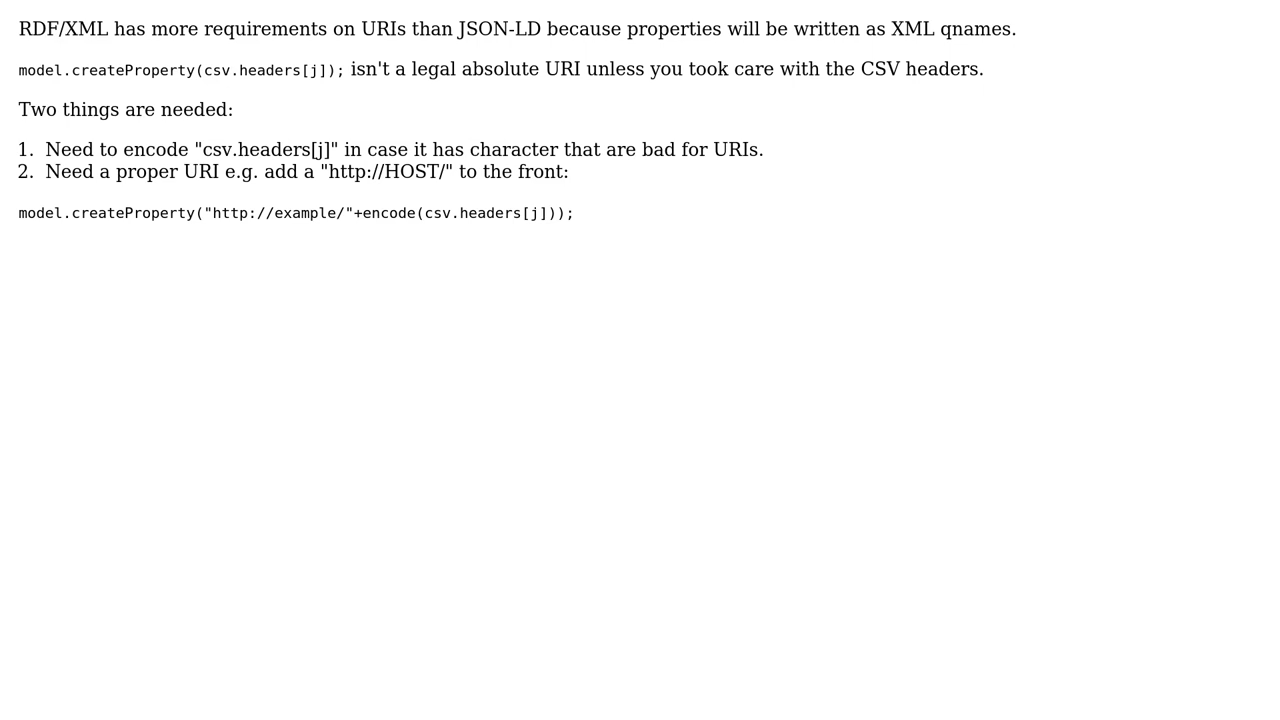 RDF/XML has more requirements on URIs than JSON-LD because properties will be written as XML qnames.
model.createProperty(csv.headers[j]); isn't a legal absolute URI unless you took care with the CSV headers.
Two things are needed:
1. Need to encode "csv.headers[j]" in case it has character that are bad for URIs.
2. Need a proper URI e.g. add a "http://HOST/" to the front:
model.createProperty("http://example/"+encode(csv.headers[j]));